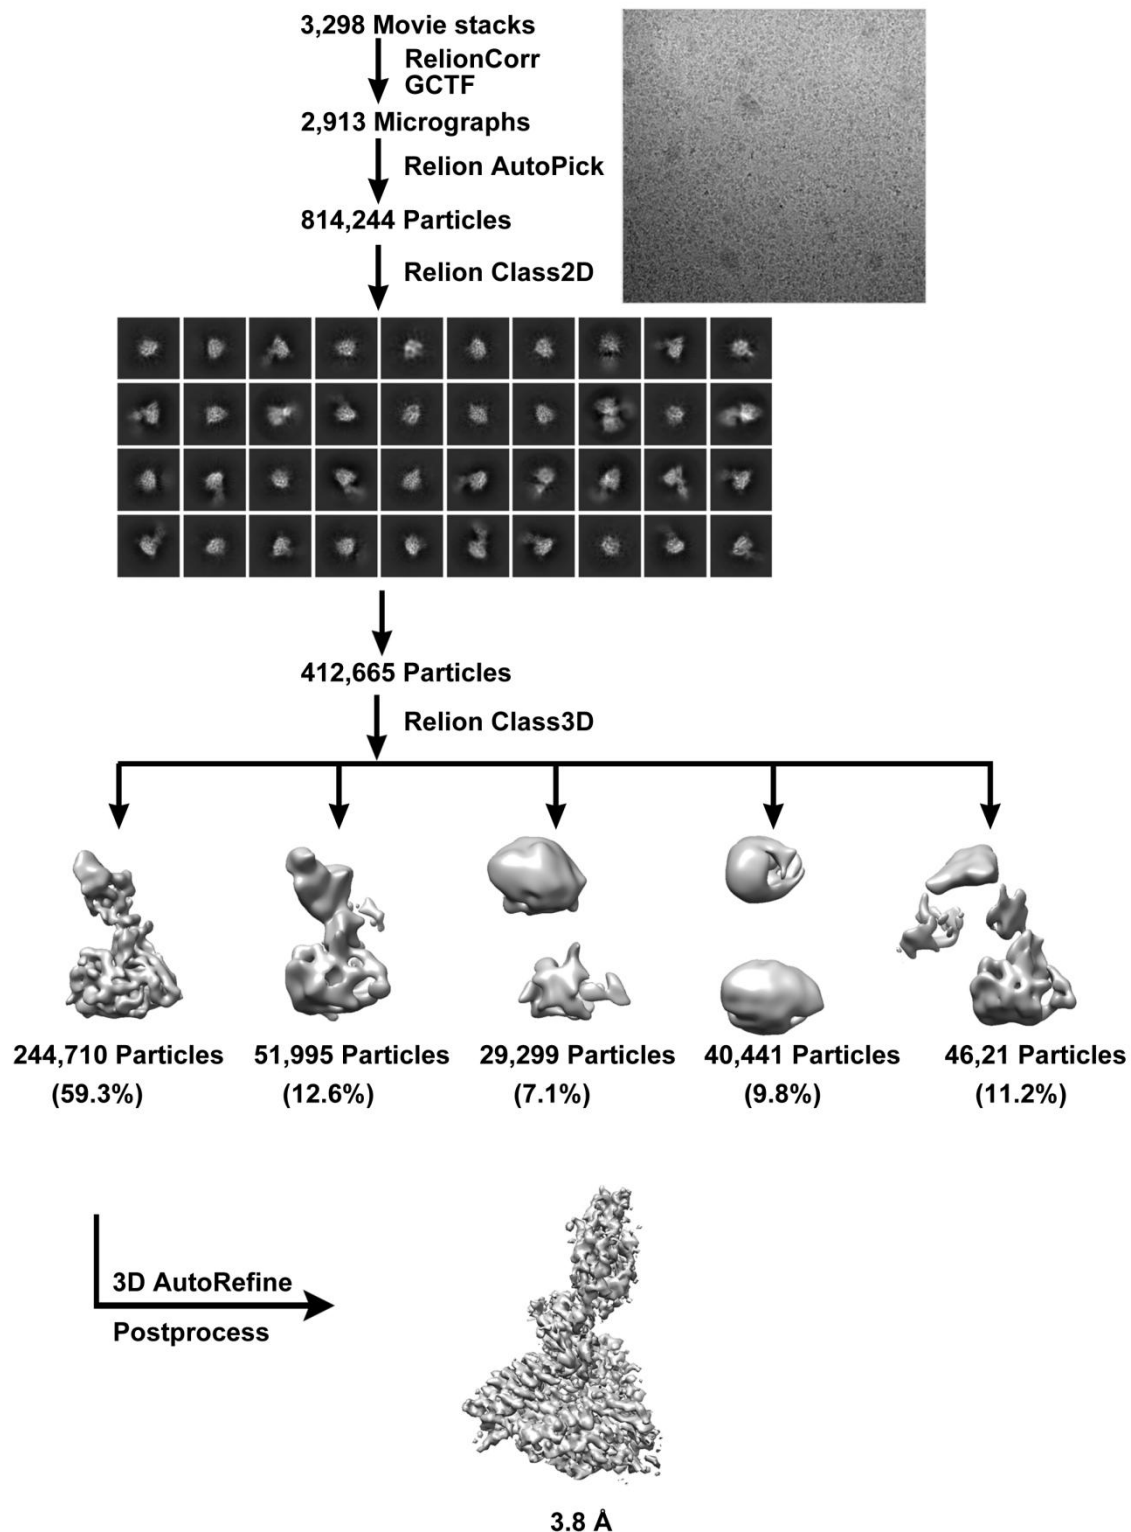 3,298 Movie stacks
RelionCorr
GCTF
2,913 Micrographs
Relion AutoPick
814,244 Particles
Relion Class2D
412,665 Particles
Relion Class3D
244,710 Particles
(59.3%)
51,995 Particles
(12.6%)
29,299 Particles
(7.1%)
40,441 Particles
(9.8%)
46,21 Particles
(11.2%)
3D AutoRefine
Postprocess
3.8 Å